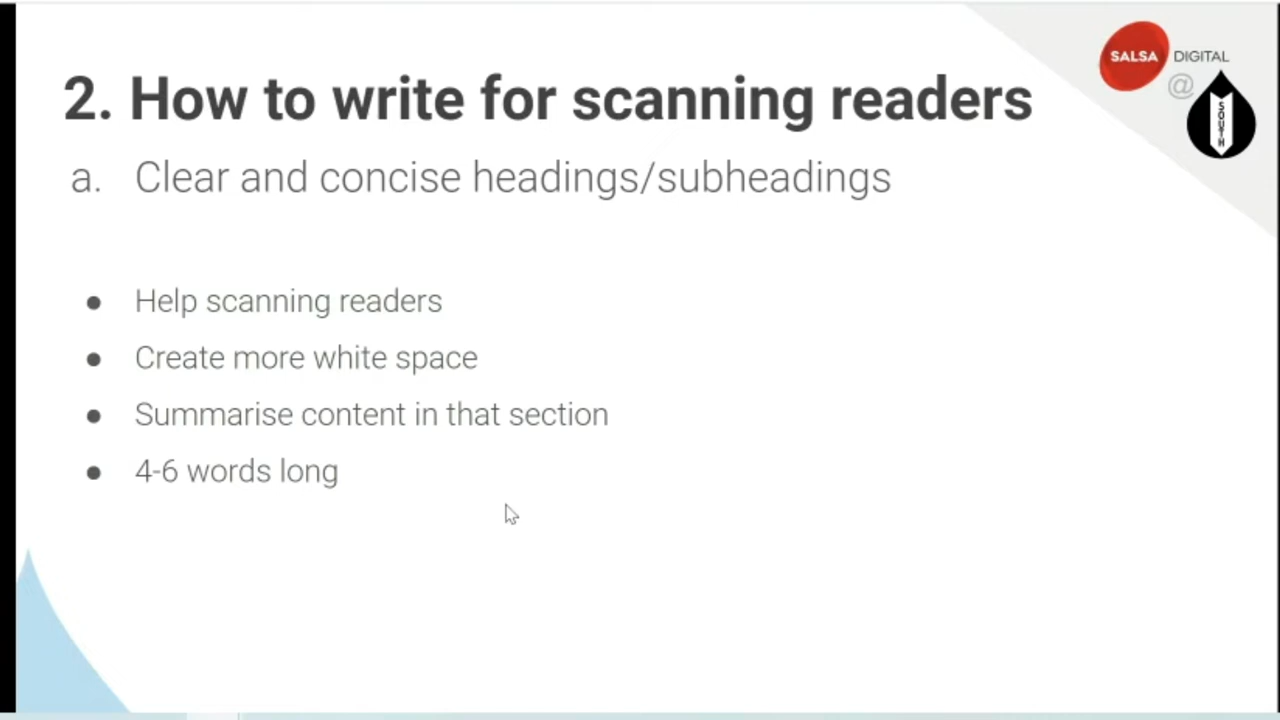 2. How to write for scanning readers
a. Clear and concise headings/subheadings
● Help scanning readers
● Create more white space
● Summarise content in that section
● 4-6 words long
SALSA DIGITAL
@
SOUTH